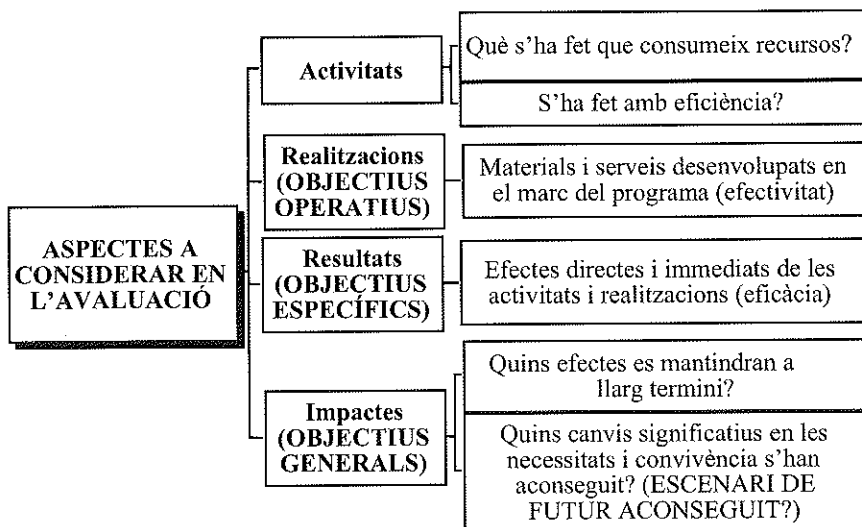 ASPECTES A
CONSIDERAR EN
L'AVALUACIÓ
Activitats
Què s'ha fet que consumeix recursos?
S'ha fet amb eficiència?
Realitzacions
(OBJECTIUS
OPERATIUS)
Materials i serveis desenvolupats en
el marc del programa (efectivitat)
Resultats
(OBJECTIUS
ESPECÍFICS)
Efectes directes i immediats de les
activitats i realitzacions (eficàcia)
Impactes
(OBJECTIUS
GENERALS)
Quins efectes es mantindran a
llarg termini?
Quins canvis significatius en les
necessitats i convivència s'han
aconseguit? (ESCENARI DE
FUTUR ACONSEGUIT?)